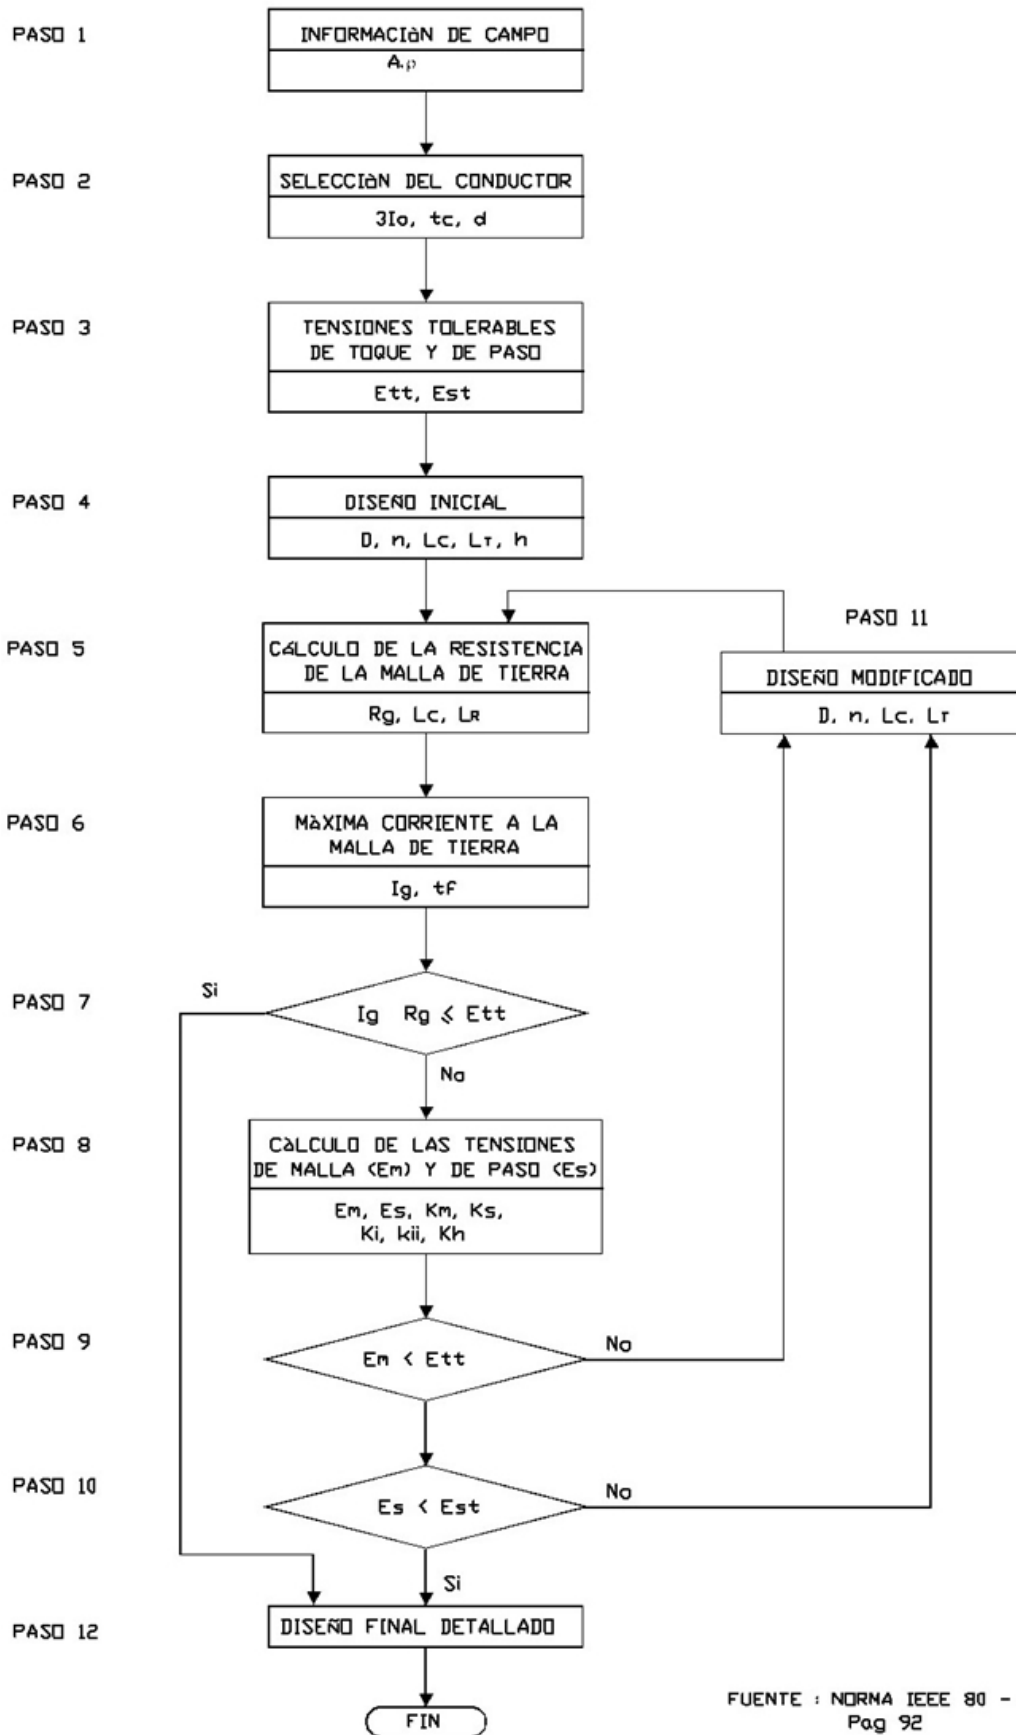 PASO 1
INFORMACIàN DE CAMPO
A,ρ
PASO 2
SELECCIàN DEL CONDUCTOR
3Io, tc, d
PASO 3
TENSIONES TOLERABLES
DE TOQUE Y DE PASO
Ett, Est
PASO 4
DISEÑO INICIAL
D, n, Lc, LT, h
PASO 5
CáLCULO DE LA RESISTENCIA
DE LA MALLA DE TIERRA
Rg, Lc, LR
PASO 11
DISEÑO MODIFICADO
D, n, Lc, LT
PASO 6
MàXIMA CORRIENTE A LA
MALLA DE TIERRA
Ig, tf
PASO 7
Si
Ig Rg ⩽ Ett
No
PASO 8
CàLCULO DE LAS TENSIONES
DE MALLA (Em) Y DE PASO (Es)
Em, Es, Km, Ks,
Ki, kii, Kh
PASO 9
Em < Ett
No
PASO 10
Es < Est
No
Si
PASO 12
DISEÑO FINAL DETALLADO
FIN
FUENTE : NORMA IEEE 80 -
Pag 92